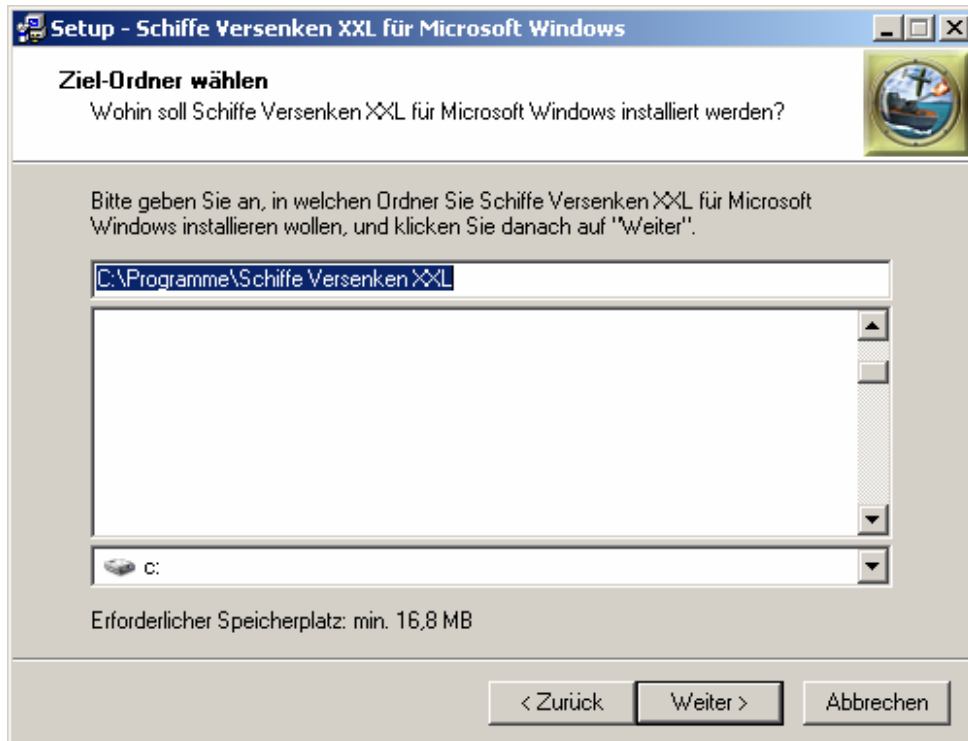 Setup - Schiffe Versenken XXL für Microsoft Windows
Ziel-Ordner wählen
Wohin soll Schiffe Versenken XXL für Microsoft Windows installiert werden?
Bitte geben Sie an, in welchen Ordner Sie Schiffe Versenken XXL für Microsoft
Windows installieren wollen, und klicken Sie danach auf "Weiter".
C:\Programme\Schiffe Versenken XXL
c:
Erforderlicher Speicherplatz: min. 16,8 MB
< Zurück
Weiter >
Abbrechen